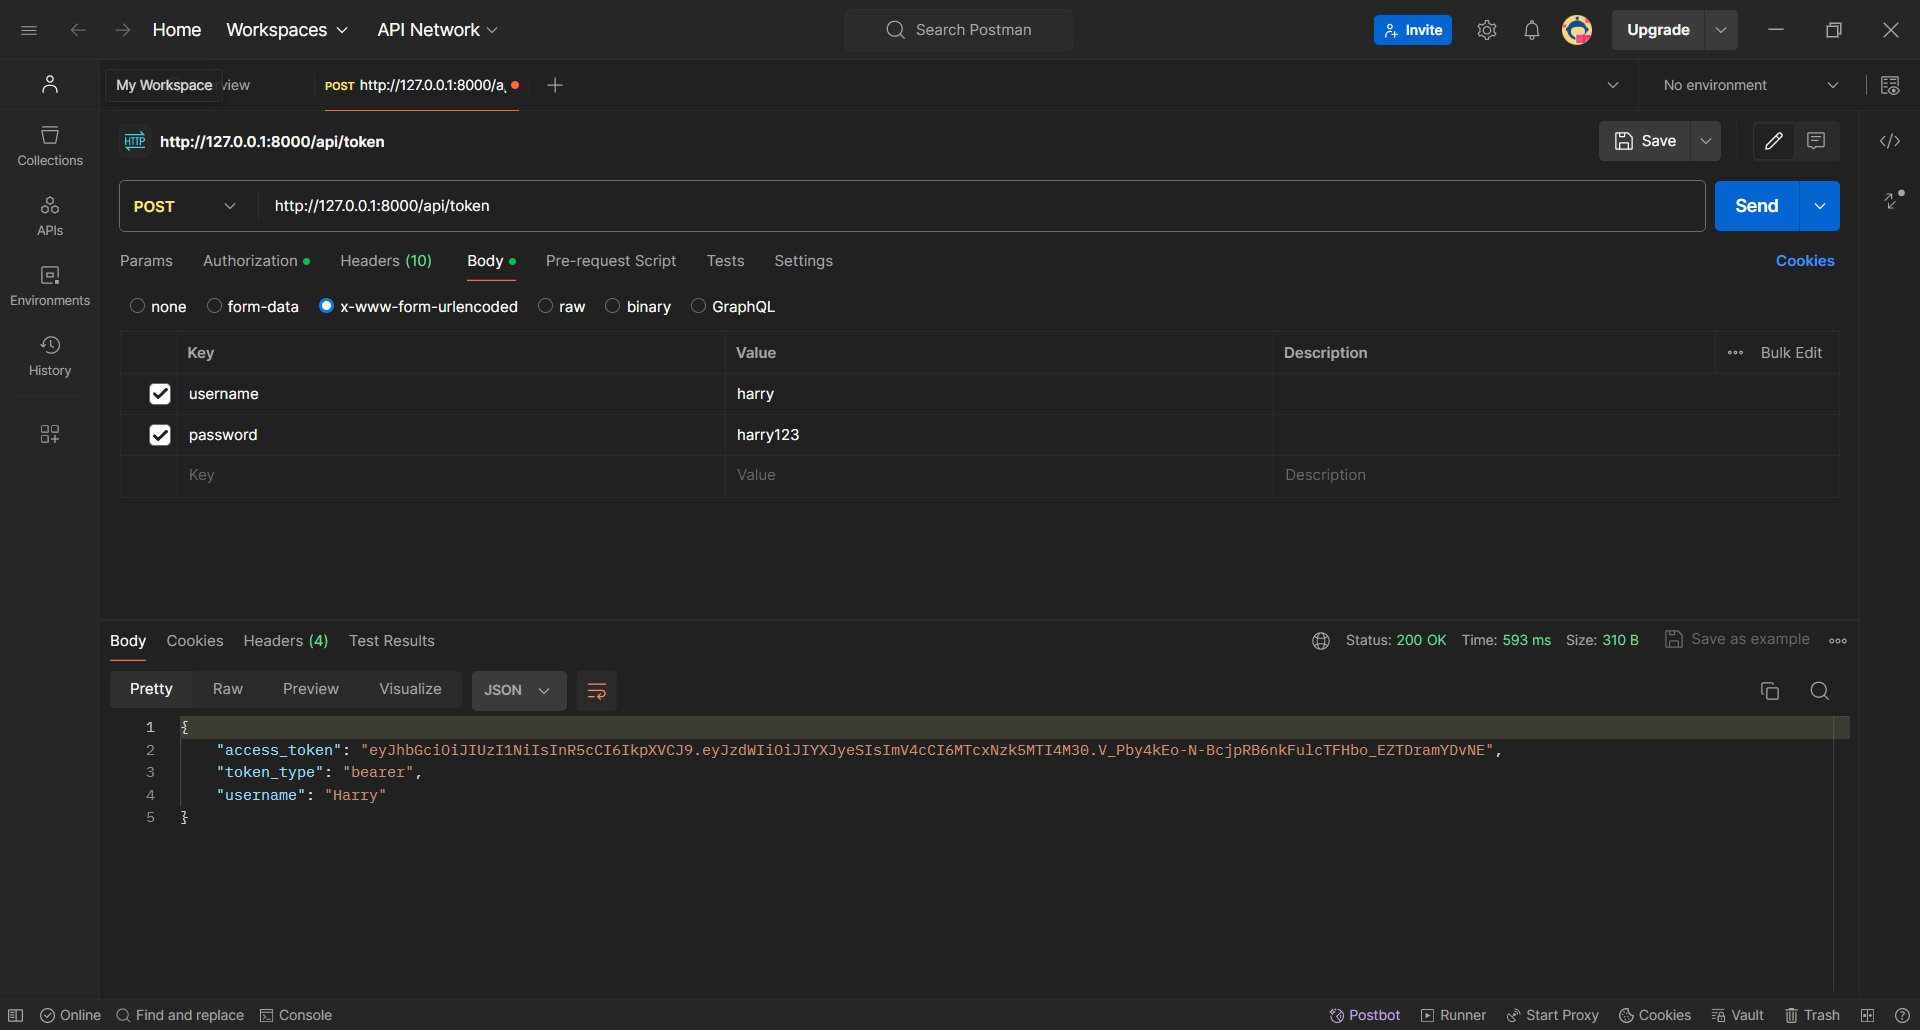 Home Workspaces API Network Search Postman Invite Upgrade
My Workspace view POST http://127.0.0.1:8000/a No environment
HTTP http://127.0.0.1:8000/api/token Save
Collections
APIs
Environments
History
POST http://127.0.0.1:8000/api/token Send
Params Authorization Headers (10) Body Pre-request Script Tests Settings Cookies
none form-data x-www-form-urlencoded raw binary GraphQL
Key Value Description Bulk Edit
username harry
password harry123
Key Value Description
Body Cookies Headers (4) Test Results Status: 200 OK Time: 593 ms Size: 310 B Save as example
Pretty Raw Preview Visualize JSON
1 {
2 "access_token": "eyJhbGciOiJIUzI1NiIsInR5cCI6IkpXVCJ9.eyJzdWIiOiJIYXJyeSIsImV4cCI6MTcxNzk5MTI4M30.V_Pby4kEo-N-BcjpRB6nkFulcTFHbo_EZTDramYDvNE",
3 "token_type": "bearer",
4 "username": "Harry"
5 }
Online Find and replace Console Postbot Runner Start Proxy Cookies Vault Trash